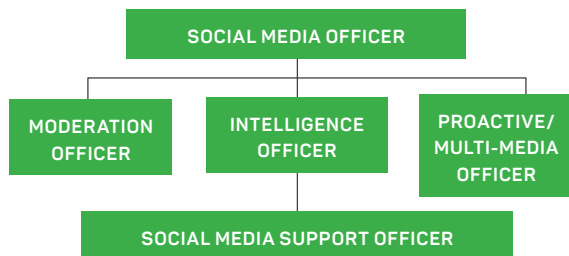 SOCIAL MEDIA OFFICER
MODERATION
OFFICER
INTELLIGENCE
OFFICER
PROACTIVE/
MULTI-MEDIA
OFFICER
SOCIAL MEDIA SUPPORT OFFICER